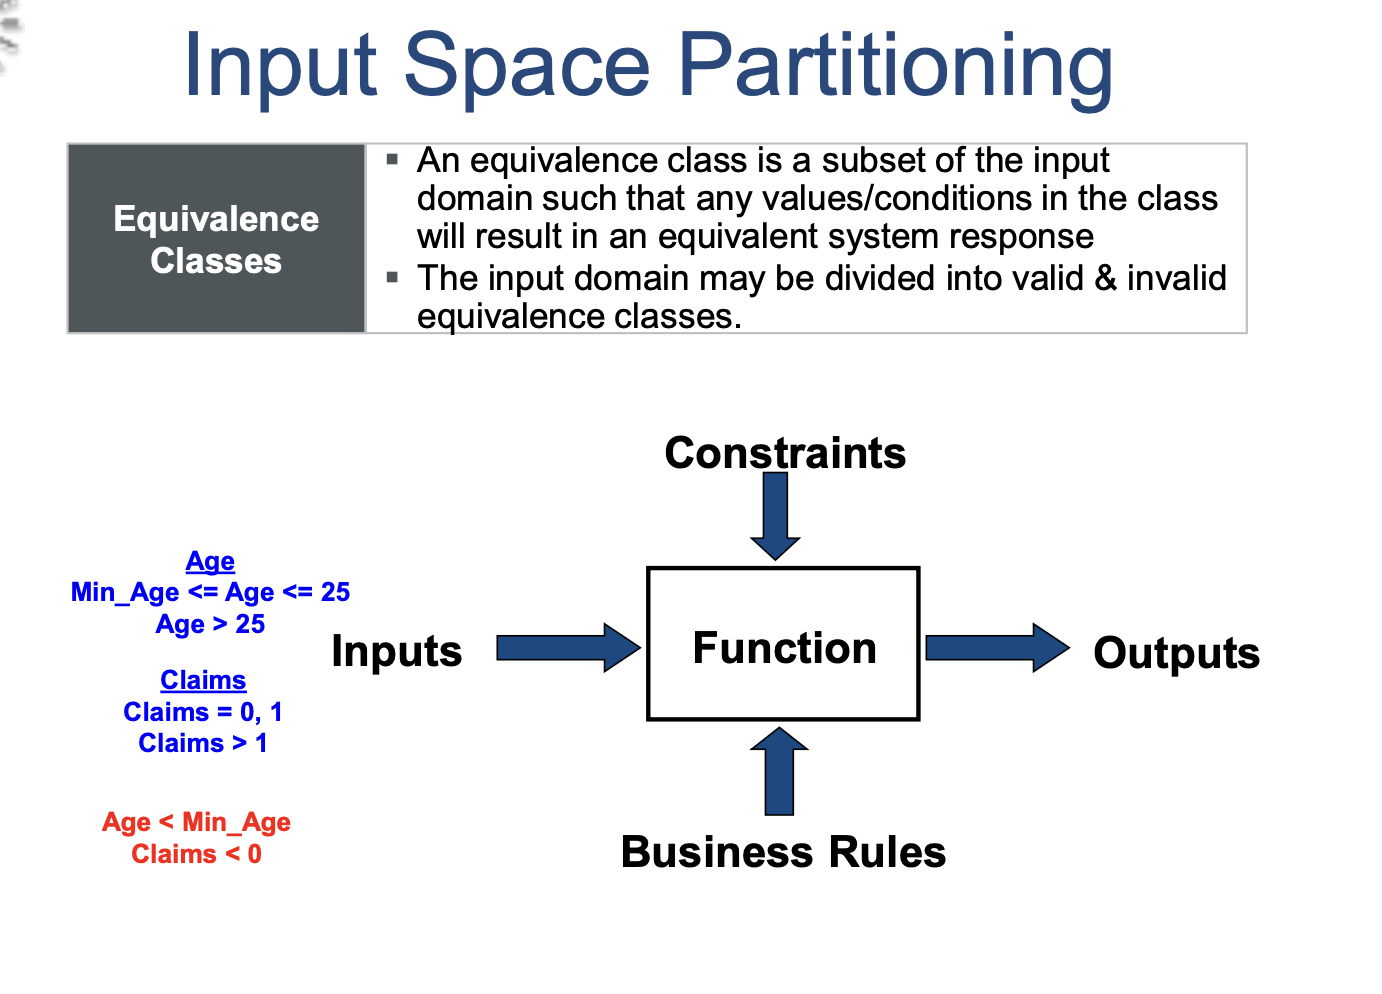 Input Space Partitioning
Equivalence
Classes
▪ An equivalence class is a subset of the input
domain such that any values/conditions in the class
will result in an equivalent system response
▪ The input domain may be divided into valid & invalid
equivalence classes.
Constraints
Age
Min_Age <= Age <= 25
Age > 25
Inputs
Function
Outputs
Claims
Claims = 0, 1
Claims > 1
Age < Min_Age
Claims < 0
Business Rules